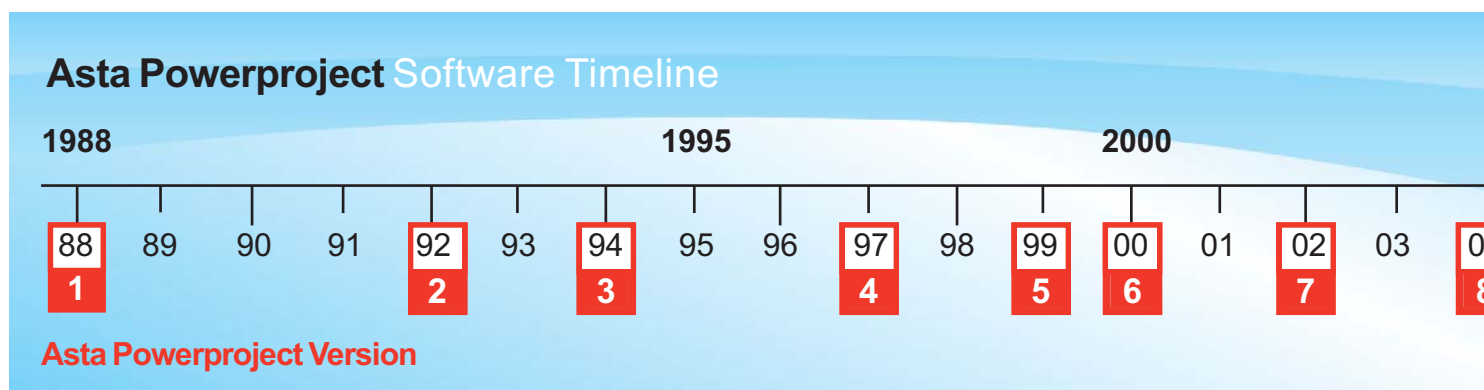 Asta Powerproject Software Timeline
1988 1995 2000
88 89 90 91 92 93 94 95 96 97 98 99 00 01 02 03
1 2 3 4 5 6 7 8
Asta Powerproject Version